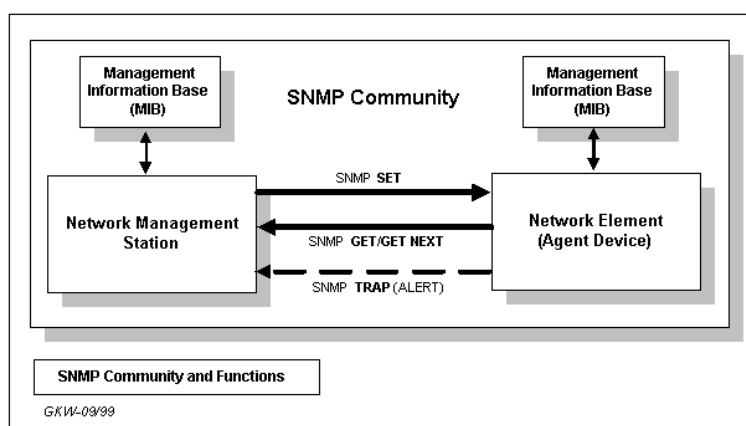 Management
Information Base
(MIB)
SNMP Community
Management
Information Base
(MIB)
SNMP SET
Network Management
Station
Network Element
(Agent Device)
SNMP GET/GET NEXT
SNMP TRAP (ALERT)
SNMP Community and Functions
GKW-09/99